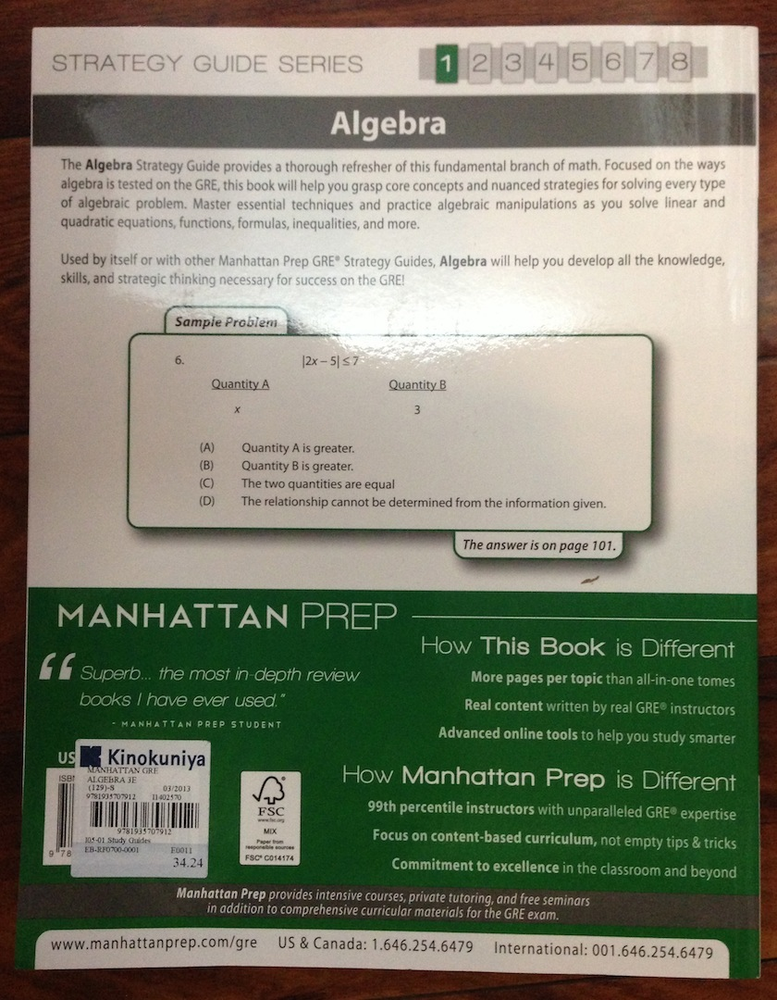 STRATEGY GUIDE SERIES 1 2 3 4 5 6 7 8
Algebra
The Algebra Strategy Guide provides a thorough refresher of this fundamental branch of math. Focused on the ways
algebra is tested on the GRE, this book will help you grasp core concepts and nuanced strategies for solving every type
of algebraic problem. Master essential techniques and practice algebraic manipulations as you solve linear and
quadratic equations, functions, formulas, inequalities, and more.
Used by itself or with other Manhattan Prep GRE® Strategy Guides, Algebra will help you develop all the knowledge,
skills, and strategic thinking necessary for success on the GRE!
Sample Problem
6. |2x – 5| ≤ 7
Quantity A Quantity B
x 3
(A) Quantity A is greater.
(B) Quantity B is greater.
(C) The two quantities are equal
(D) The relationship cannot be determined from the information given.
The answer is on page 101.
MANHATTAN PREP
“ Superb... the most in-depth review
books I have ever used."
- MANHATTAN PREP STUDENT
How This Book is Different
More pages per topic than all-in-one tomes
Real content written by real GRE® instructors
Advanced online tools to help you study smarter
How Manhattan Prep is Different
99th percentile instructors with unparalleled GRE® expertise
Focus on content-based curriculum, not empty tips & tricks
Commitment to excellence in the classroom and beyond
US
ISBN
9 78
Kinokuniya
MANHATTAN GRE
ALGEBRA 3E
(129)-8 03/2013
9781935707912 11402570
9781935707912
J05-01 Study Guides
EB-RF0700-0001 E0011
34.24
FSC
www.fsc.org
MIX
Paper from
responsible sources
FSC® C014174
Manhattan Prep provides intensive courses, private tutoring, and free seminars
in addition to comprehensive curricular materials for the GRE exam.
www.manhattanprep.com/gre US & Canada: 1.646.254.6479 International: 001.646.254.6479